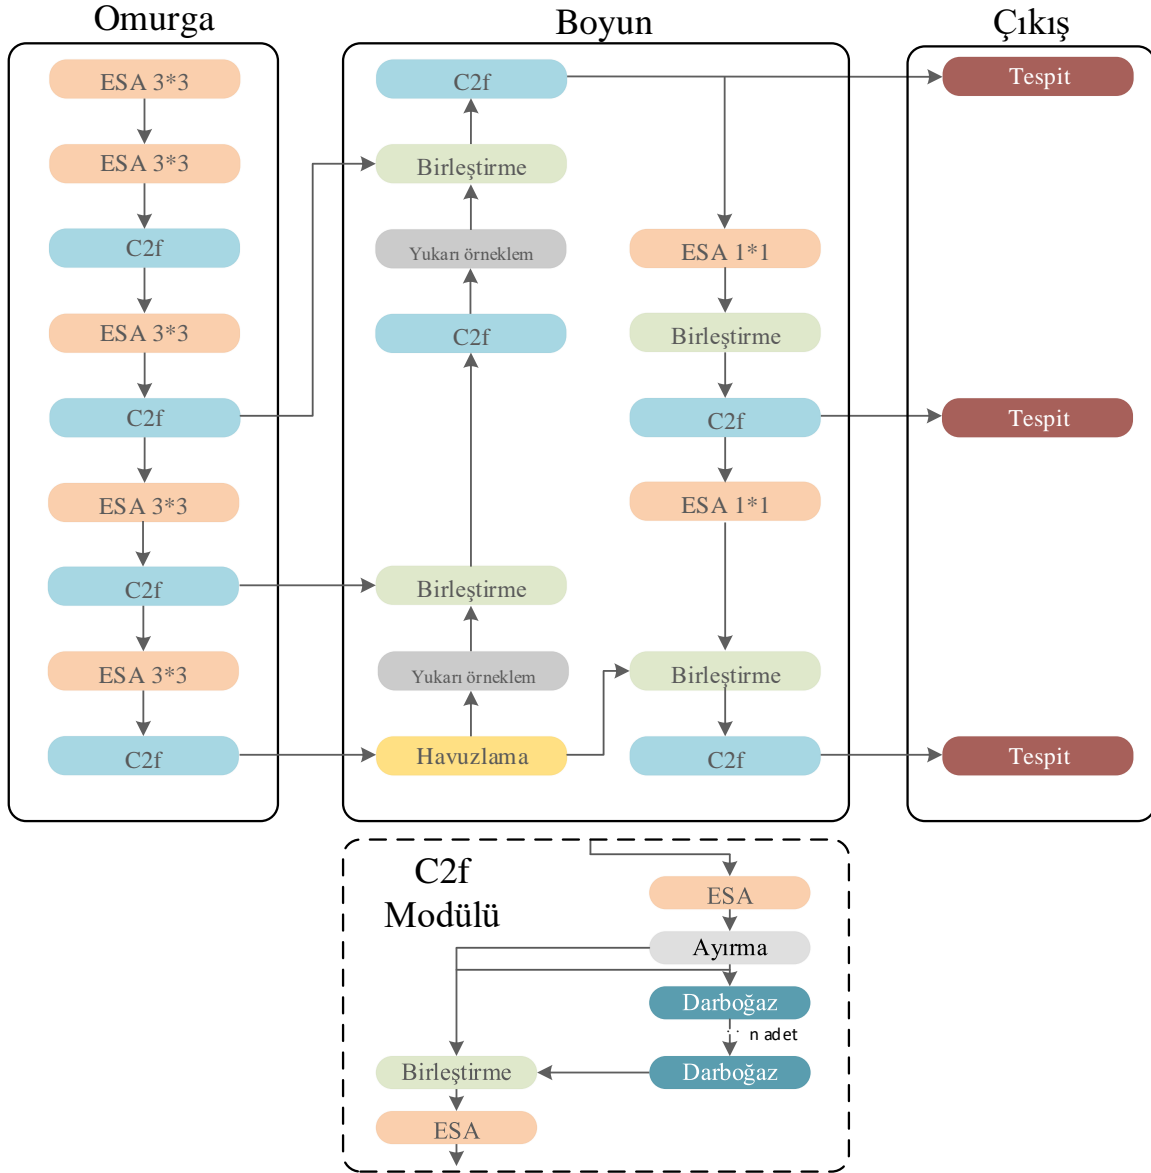 Omurga
Boyun
Çıkış
ESA 3*3
ESA 3*3
C2f
ESA 3*3
C2f
ESA 3*3
C2f
ESA 3*3
C2f
C2f
Birleştirme
Yukarı örneklem
C2f
Birleştirme
Yukarı örneklem
Havuzlama
ESA 1*1
Birleştirme
C2f
ESA 1*1
Birleştirme
C2f
Tespit
Tespit
Tespit
C2f
Modülü
ESA
Ayırma
Darboğaz
n adet
Darboğaz
Birleştirme
ESA